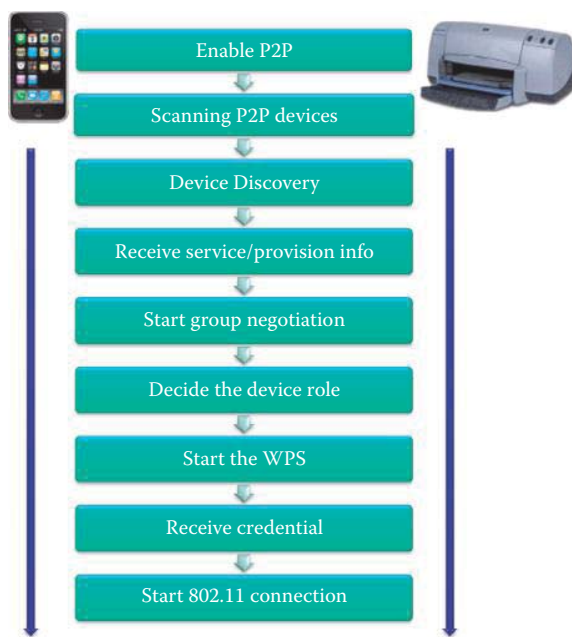 Enable P2P
Scanning P2P devices
Device Discovery
Receive service/provision info
Start group negotiation
Decide the device role
Start the WPS
Receive credential
Start 802.11 connection